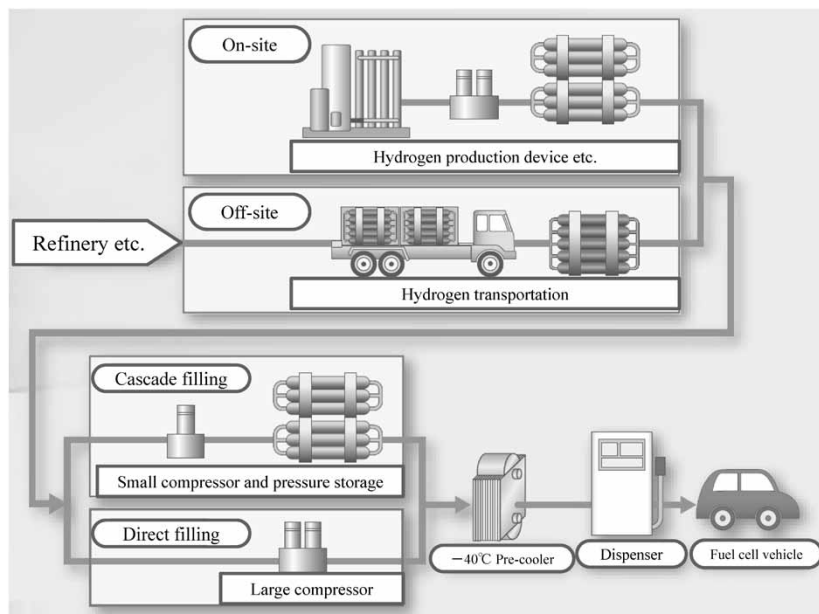 On-site
Hydrogen production device etc.
Off-site
Refinery etc.
Hydrogen transportation
Cascade filling
Small compressor and pressure storage
Direct filling
Large compressor
−40℃ Pre-cooler
Dispenser
Fuel cell vehicle